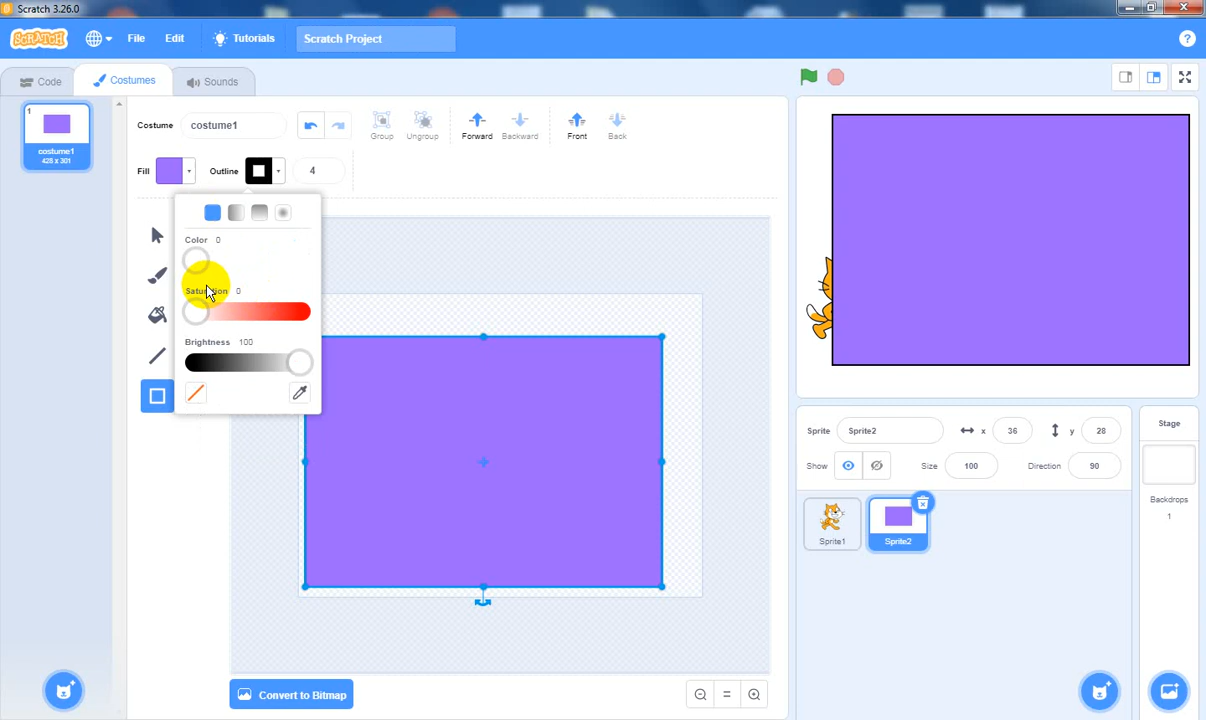 Scratch 3.26.0
SCRATCH File Edit Tutorials Scratch Project ?
Code Costumes Sounds
1
costume1
428 x 301
Costume costume1
Group Ungroup Forward Backward Front Back
Fill Outline 4
Color 0
Saturation 0
Brightness 100
Convert to Bitmap
Sprite Sprite2 x 36 y 28
Show Size 100 Direction 90
Sprite1
Sprite2
Stage
Backdrops
1